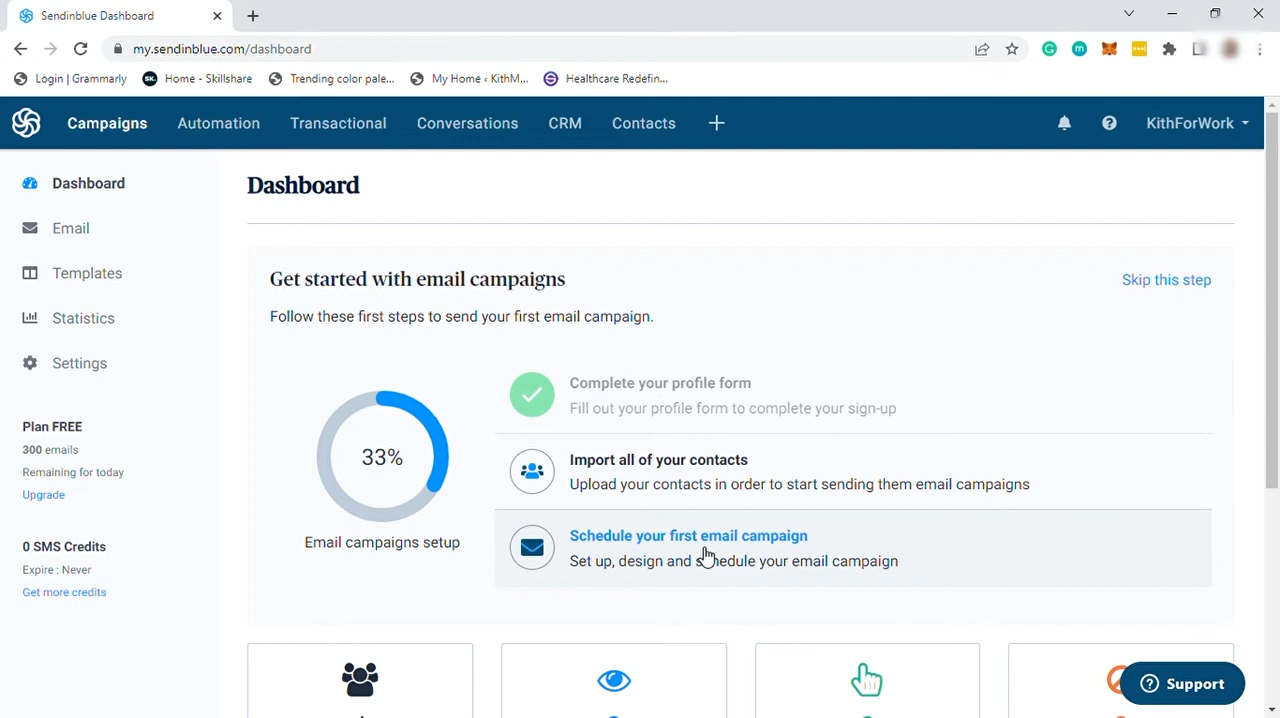 Sendinblue Dashboard
my.sendinblue.com/dashboard
Login | Grammarly
SK.
Home - Skillshare
Trending color pale...
My Home ‹ KithM...
Healthcare Redefin...
Campaigns
Automation
Transactional
Conversations
CRM
Contacts
KithForWork
Dashboard
Email
Templates
Statistics
Settings
Plan FREE
300 emails
Remaining for today
Upgrade
0 SMS Credits
Expire : Never
Get more credits
Dashboard
Get started with email campaigns
Skip this step
Follow these first steps to send your first email campaign.
33%
Email campaigns setup
Complete your profile form
Fill out your profile form to complete your sign-up
Import all of your contacts
Upload your contacts in order to start sending them email campaigns
Schedule your first email campaign
Set up, design and schedule your email campaign
Support